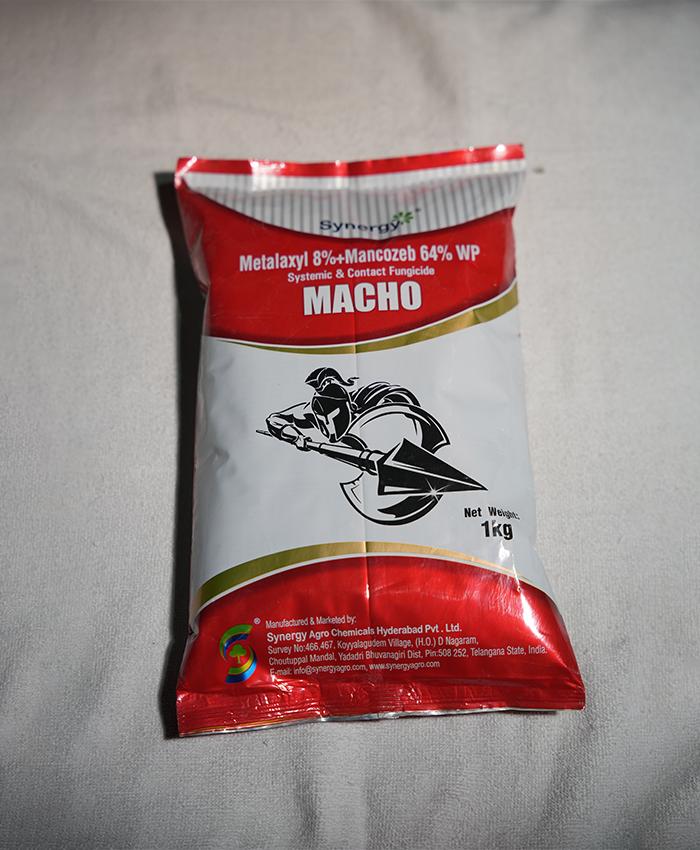 Synergy
Metalaxyl 8%+Mancozeb 64% WP
Systemic & Contact Fungicide
MACHO
Net Weight:
1kg
®
Manufactured & Marketed by:
Synergy Agro Chemicals Hyderabad Pvt. Ltd.
Survey No:466,467, Koyyalagudem Village, (H.O.) D Nagaram,
Choutuppal Mandal, Yadadri Bhuvanagiri Dist, Pin:508 252, Telangana State, India.
E-mail: info@synergyagro.com, www.synergyagro.com